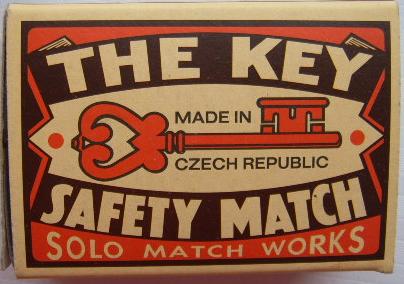 THE KEY
MADE IN
CZECH REPUBLIC
SAFETY MATCH
SOLO MATCH WORKS